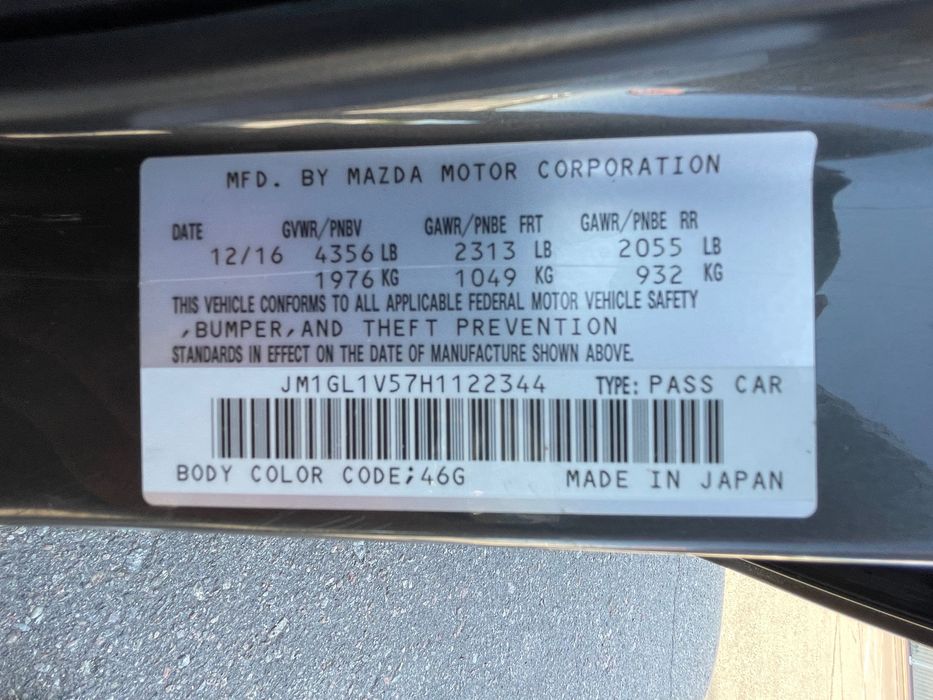 MFD. BY MAZDA MOTOR CORPORATION
DATE GVWR/PNBV GAWR/PNBE FRT GAWR/PNBE RR
12/16 4356 LB 2313 LB 2055 LB
1976 KG 1049 KG 932 KG
THIS VEHICLE CONFORMS TO ALL APPLICABLE FEDERAL MOTOR VEHICLE SAFETY
,BUMPER,AND THEFT PREVENTION
STANDARDS IN EFFECT ON THE DATE OF MANUFACTURE SHOWN ABOVE.
JM1GL1V57H1122344 TYPE: PASS CAR
BODY COLOR CODE;46G MADE IN JAPAN